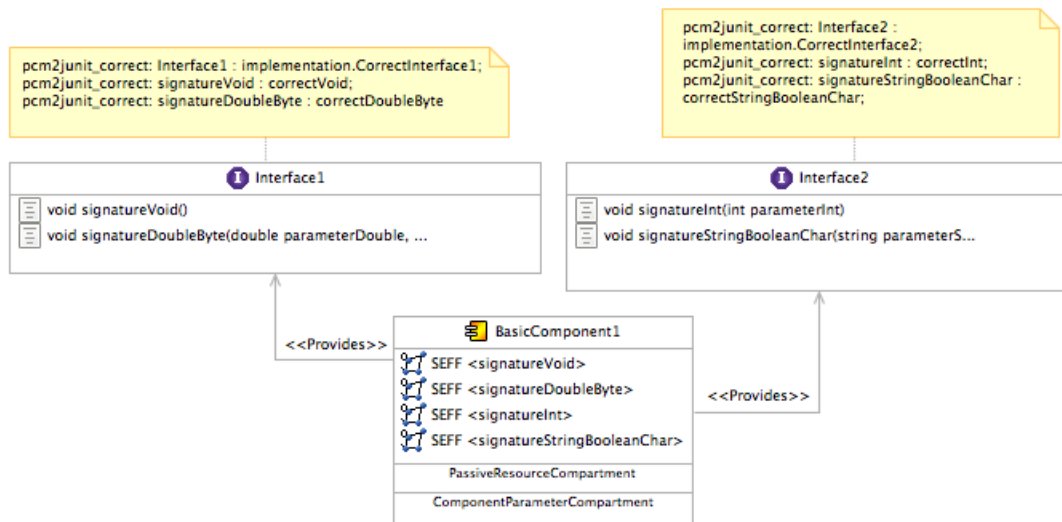 pcm2junit_correct: Interface1 : implementation.CorrectInterface1;
pcm2junit_correct: signatureVoid : correctVoid;
pcm2junit_correct: signatureDoubleByte : correctDoubleByte
pcm2junit_correct: Interface2 :
implementation.CorrectInterface2;
pcm2junit_correct: signatureInt : correctInt;
pcm2junit_correct: signatureStringBooleanChar :
correctStringBooleanChar;
I Interface1
void signatureVoid()
void signatureDoubleByte(double parameterDouble, ...
I Interface2
void signatureInt(int parameterInt)
void signatureStringBooleanChar(string parameterS...
<<Provides>>
BasicComponent1
SEFF <signatureVoid>
SEFF <signatureDoubleByte>
SEFF <signatureInt>
SEFF <signatureStringBooleanChar>
PassiveResourceCompartment
ComponentParameterCompartment
<<Provides>>